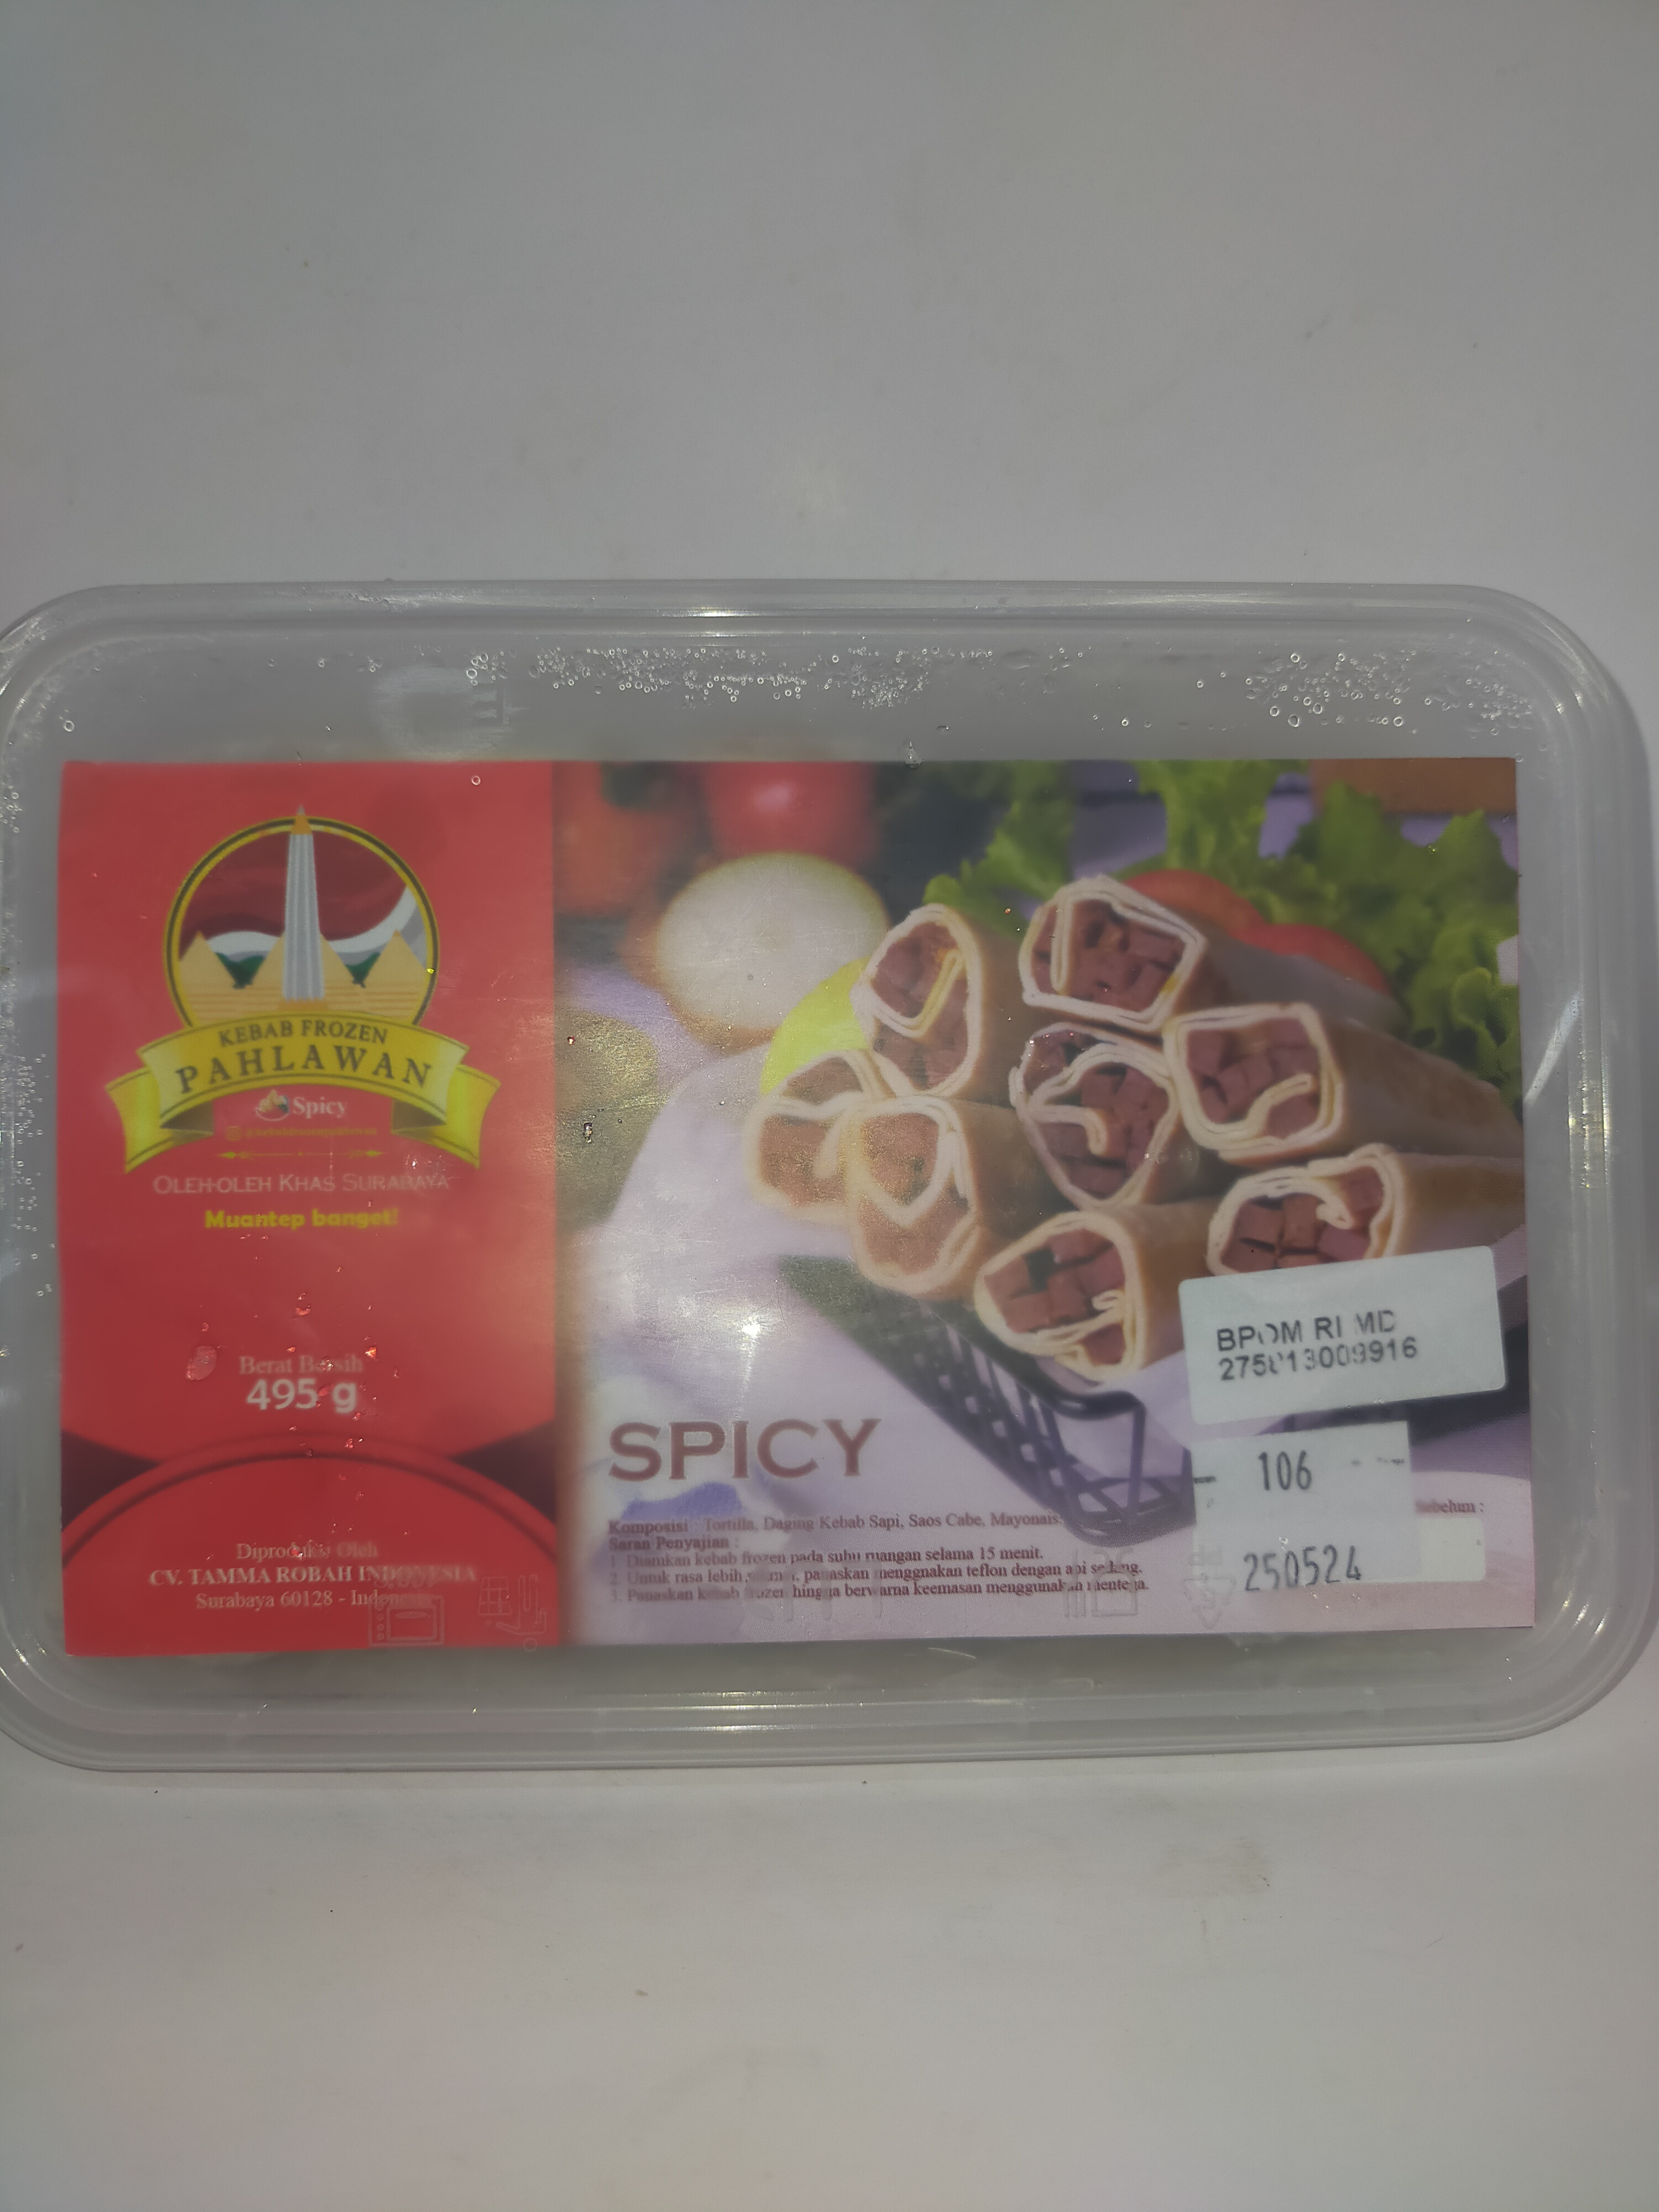 KEBAB FROZEN
PAHLAWAN
Spicy
OLEH-OLEH KHAS SURABAYA
Muantep banget!
Berat Bersih
495 g
Diproduksi Oleh
CV. TAMMA ROBAH INDONESIA
Surabaya 60128 - Indonesia
SPICY
Komposisi : Tortilla, Daging Kebab Sapi, Saos Cabe, Mayonais.
Saran Penyajian :
1. Diamkan kebab frozen pada suhu ruangan selama 15 menit.
2. Untuk rasa lebih panaskan menggnakan teflon dengan api sedang.
3. Panaskan kebab frozen hingga berwarna keemasan menggunakan mentega.
BPOM RI MD
106
Sebelum :
250524